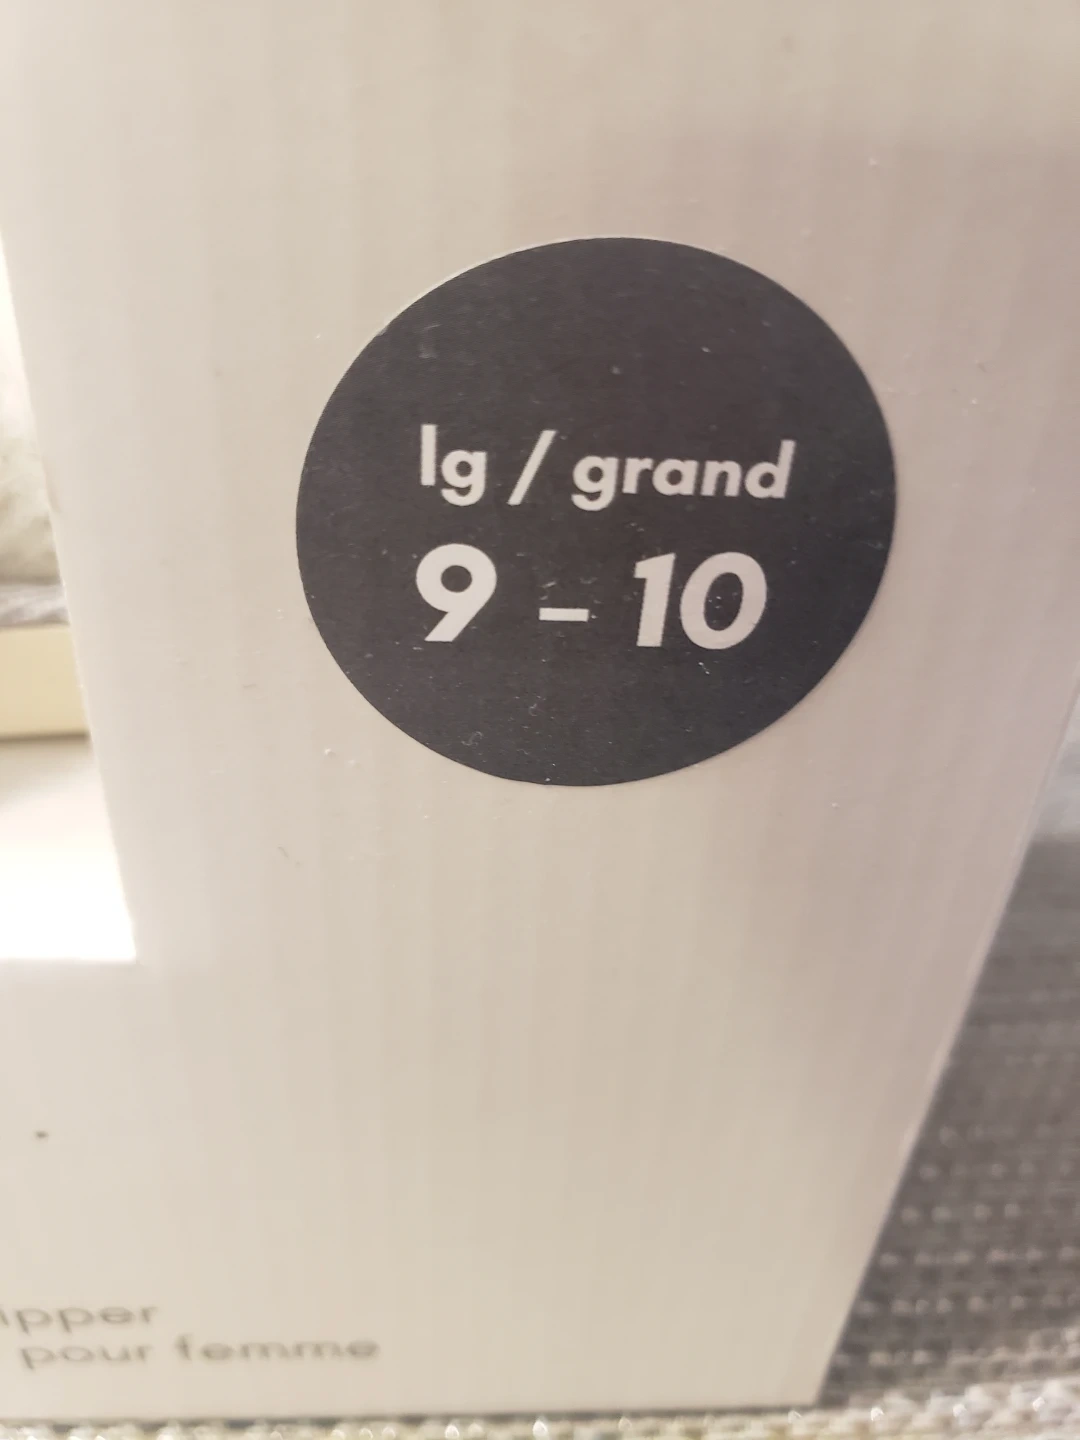 lg / grand
9 - 10
ipper
pour femme